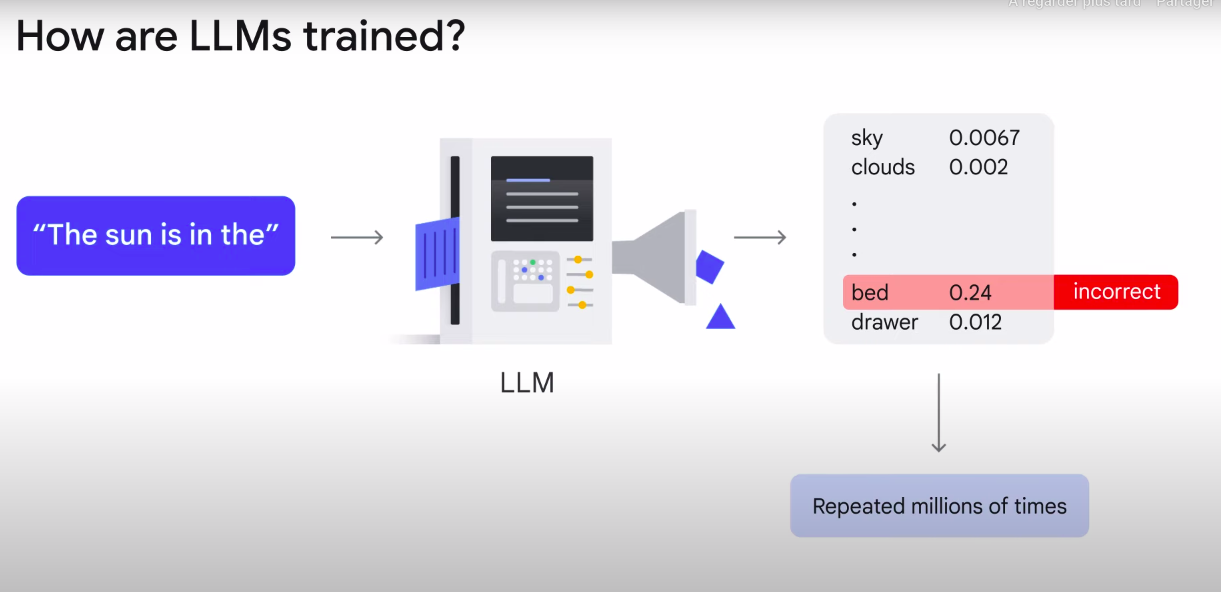 A regarder plus tard Partager
How are LLMs trained?
“The sun is in the”
LLM
sky 0.0067
clouds 0.002
.
.
.
bed 0.24 incorrect
drawer 0.012
Repeated millions of times